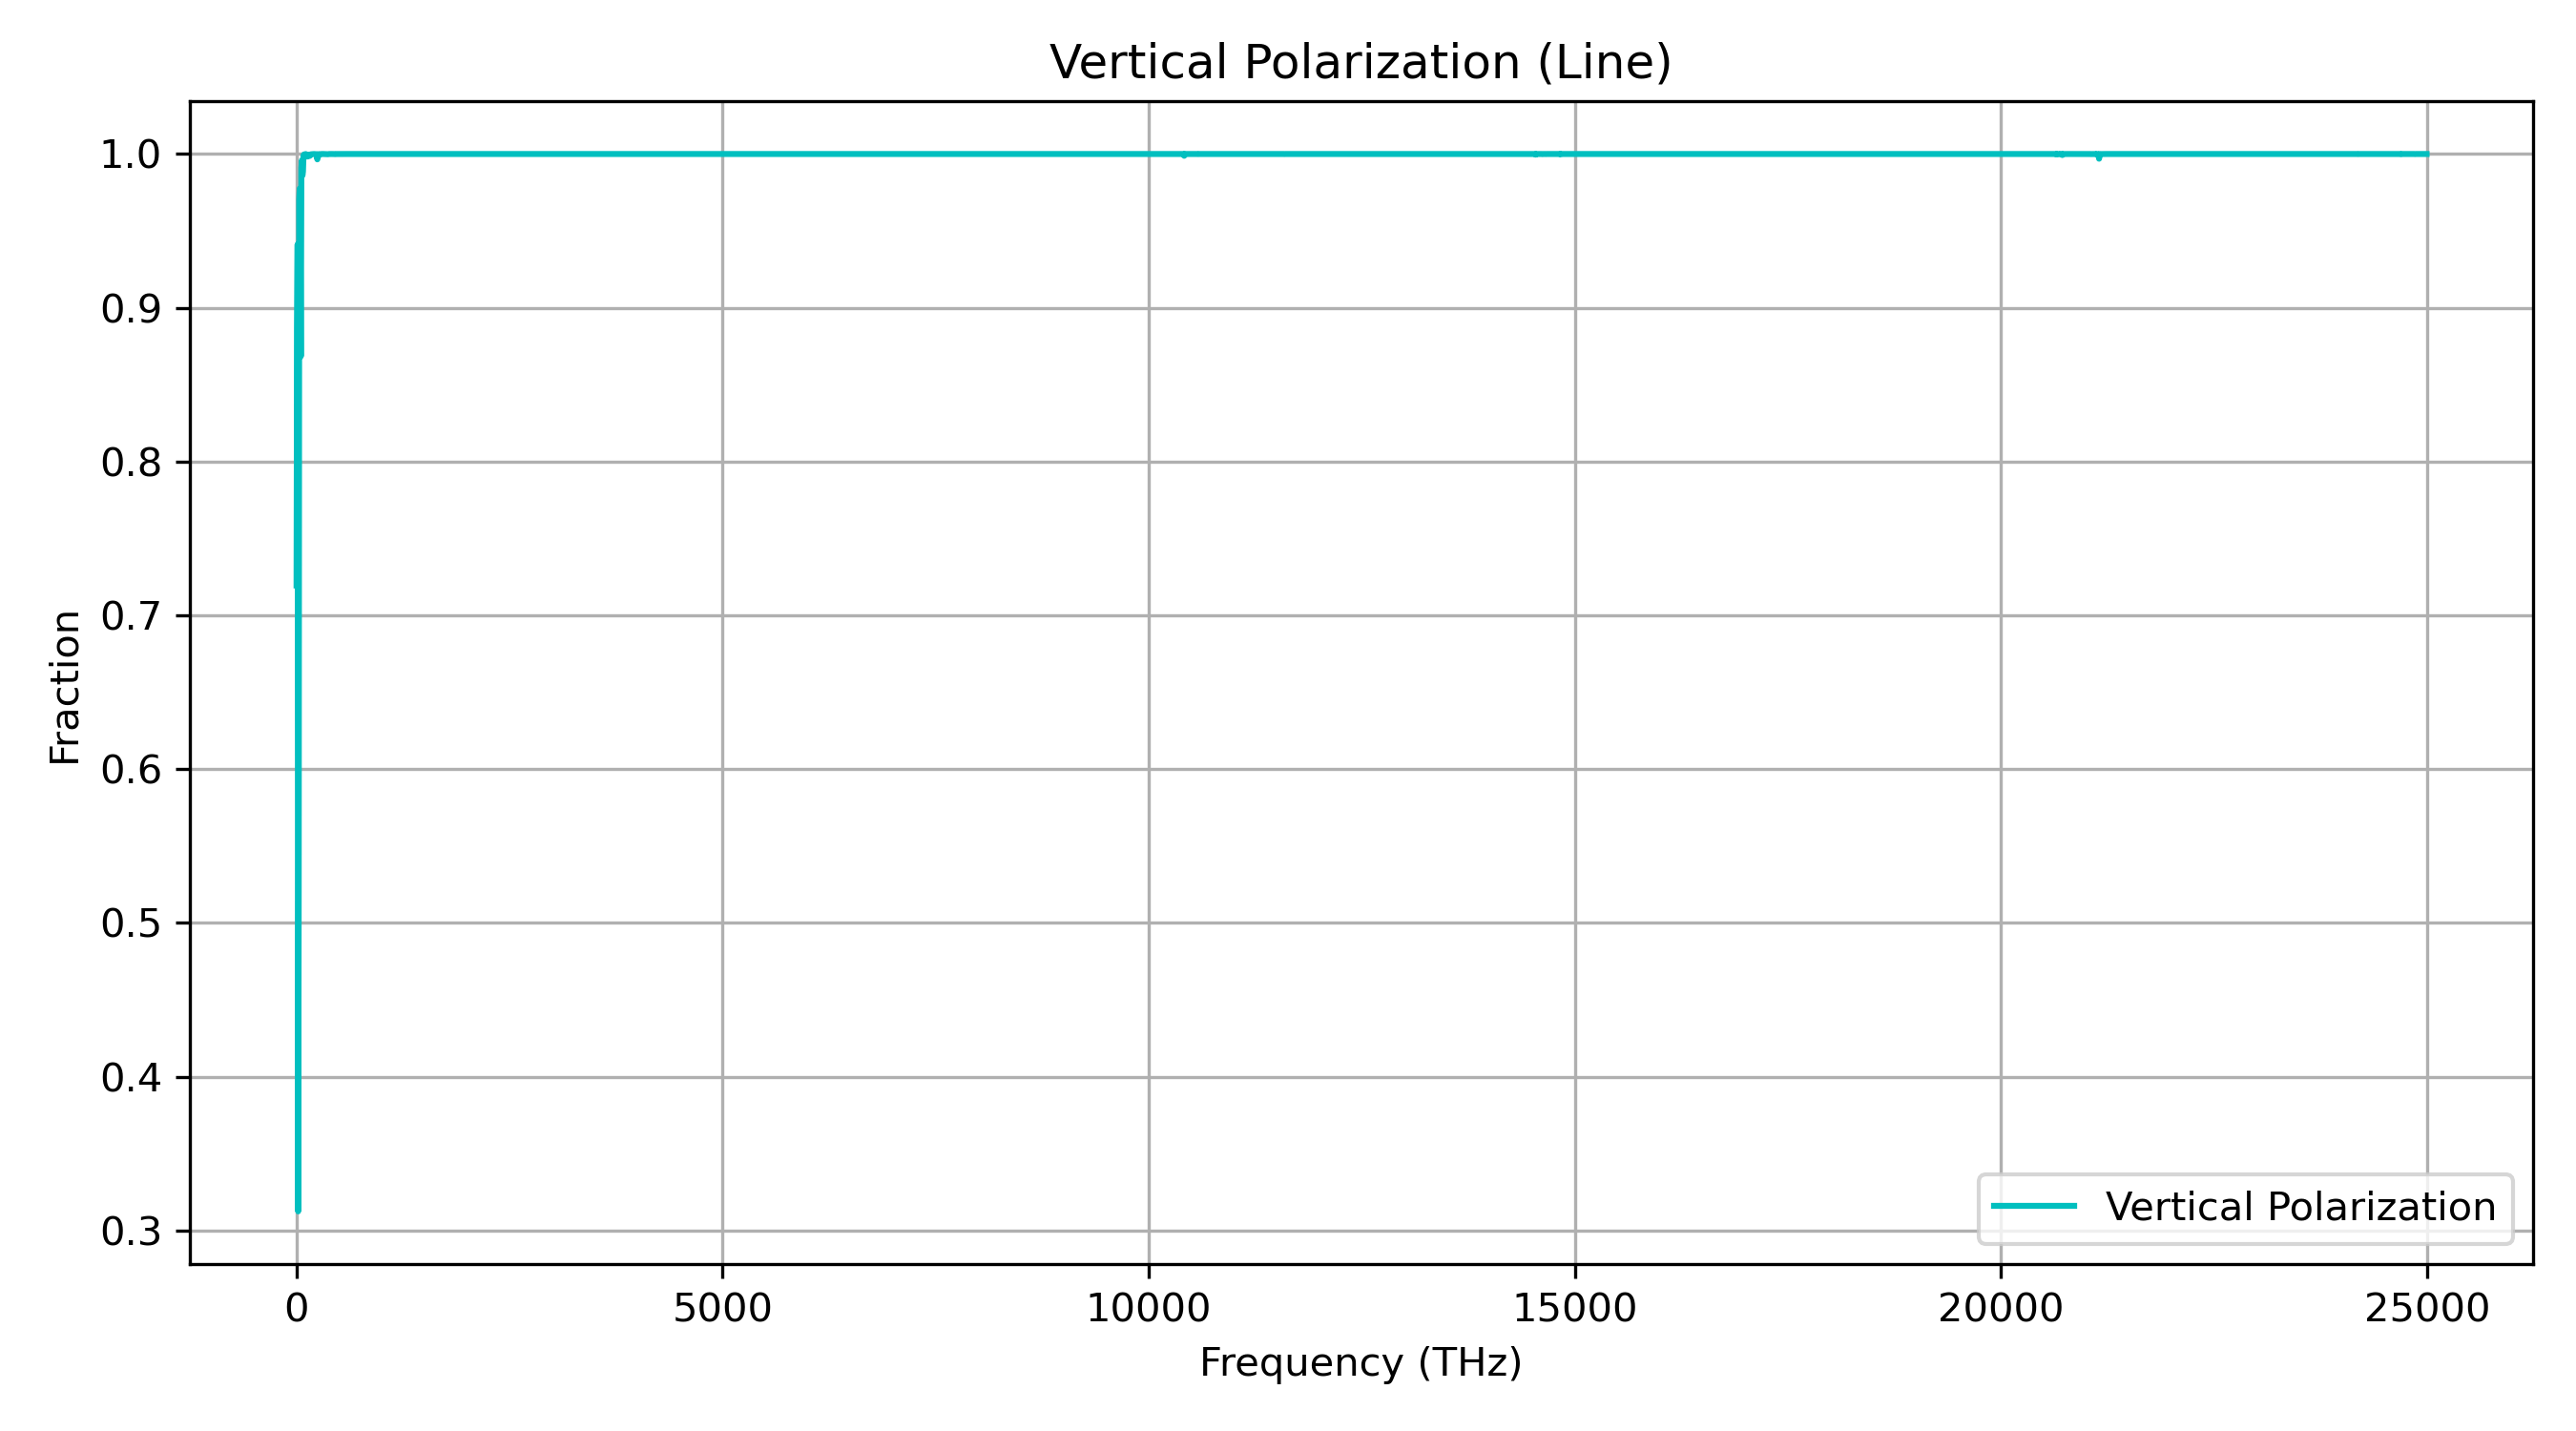 Vertical Polarization (Line)
1.0
0.9
0.8
0.7
0.6
0.5
0.4
0.3
Fraction
Vertical Polarization
0 5000 10000 15000 20000 25000
Frequency (THz)